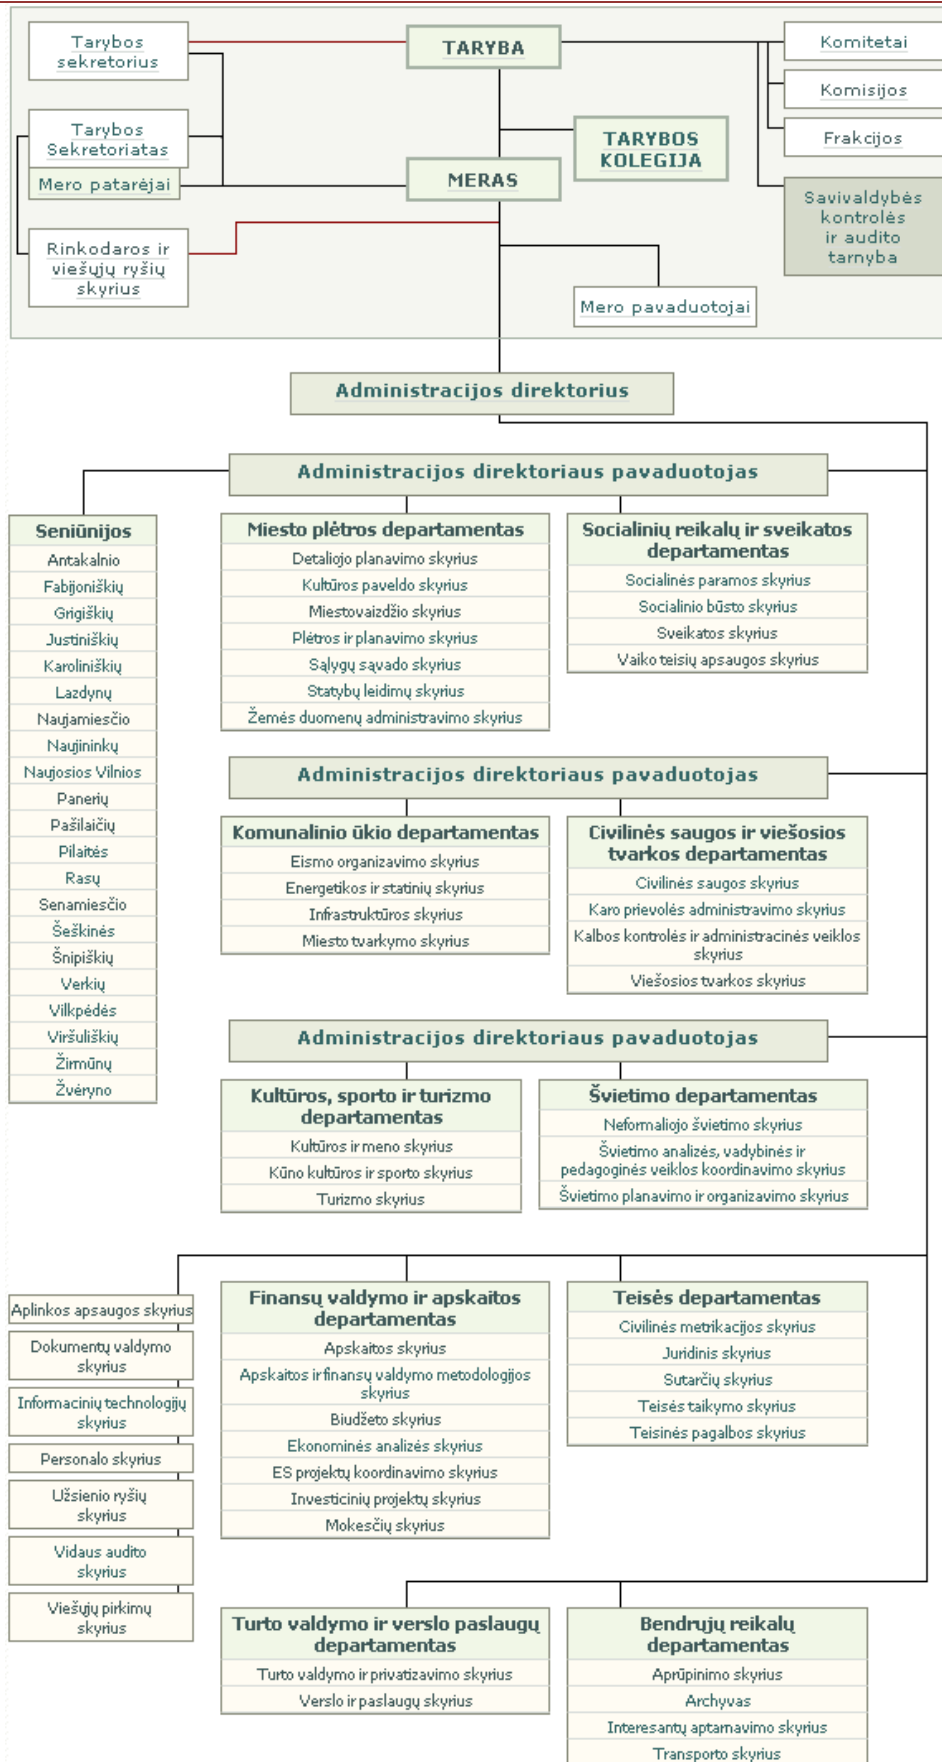 Tarybos
sekretorius
TARYBA
Komitetai
Komisijos
Frakcijos
Tarybos
Sekretoriatas
Mero patarėjai
TARYBOS
KOLEGIJA
MERAS
Savivaldybės
kontrolės
ir audito
tarnyba
Rinkodaros ir
viešųjų ryšių
skyrius
Mero pavaduotojai
Administracijos direktorius
Administracijos direktoriaus pavaduotojas
Seniūnijos
Antakalnio
Fabijoniškių
Grigiškių
Justiniškių
Karoliniškių
Lazdynų
Naujamiesčio
Naujininkų
Naujosios Vilnios
Panerių
Pašilaičių
Pilaitės
Rasų
Senamiesčio
Šeškinės
Šnipiškių
Verkių
Vilkpėdės
Viršuliškių
Žirmūnų
Žvėryno
Miesto plėtros departamentas
Detaliojo planavimo skyrius
Kultūros paveldo skyrius
Miestovaizdžio skyrius
Plėtros ir planavimo skyrius
Sąlygų sąvado skyrius
Statybų leidimų skyrius
Žemės duomenų administravimo skyrius
Socialinių reikalų ir sveikatos
departamentas
Socialinės paramos skyrius
Socialinio būsto skyrius
Sveikatos skyrius
Vaiko teisių apsaugos skyrius
Administracijos direktoriaus pavaduotojas
Komunalinio ūkio departamentas
Eismo organizavimo skyrius
Energetikos ir statinių skyrius
Infrastruktūros skyrius
Miesto tvarkymo skyrius
Civilinės saugos ir viešosios
tvarkos departamentas
Civilinės saugos skyrius
Karo prievolės administravimo skyrius
Kalbos kontrolės ir administracinės veiklos
skyrius
Viešosios tvarkos skyrius
Administracijos direktoriaus pavaduotojas
Kultūros, sporto ir turizmo
departamentas
Kultūros ir meno skyrius
Kūno kultūros ir sporto skyrius
Turizmo skyrius
Švietimo departamentas
Neformaliojo švietimo skyrius
Švietimo analizės, vadybinės ir
pedagoginės veiklos koordinavimo skyrius
Švietimo planavimo ir organizavimo skyrius
Aplinkos apsaugos skyrius
Dokumentų valdymo
skyrius
Informacinių technologijų
skyrius
Personalo skyrius
Užsienio ryšių
skyrius
Vidaus audito
skyrius
Viešųjų pirkimų
skyrius
Finansų valdymo ir apskaitos
departamentas
Apskaitos skyrius
Apskaitos ir finansų valdymo metodologijos
skyrius
Biudžeto skyrius
Ekonominės analizės skyrius
ES projektų koordinavimo skyrius
Investicinių projektų skyrius
Mokesčių skyrius
Teisės departamentas
Civilinės metrikacijos skyrius
Juridinis skyrius
Sutarčių skyrius
Teisės taikymo skyrius
Teisinės pagalbos skyrius
Turto valdymo ir verslo paslaugų
departamentas
Turto valdymo ir privatizavimo skyrius
Verslo ir paslaugų skyrius
Bendrųjų reikalų
departamentas
Aprūpinimo skyrius
Archyvas
Interesantų aptarnavimo skyrius
Transporto skyrius